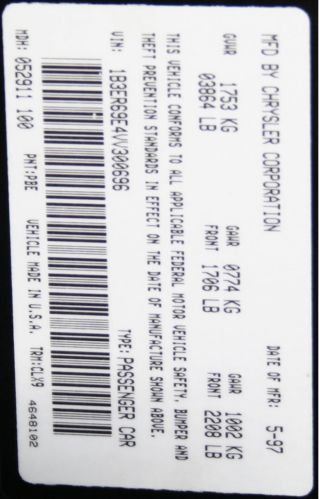 MFD BY CHRYSLER CORPORATION DATE OF MFR: 5-97
GVWR 1753 KG GAWR 0774 KG GAWR 1002 KG
03864 LB FRONT 1706 LB FRONT 2208 LB
THIS VEHICLE CONFORMS TO ALL APPLICABLE FEDERAL MOTOR VEHICLE SAFETY, BUMPER AND
THEFT PREVENTION STANDARDS IN EFFECT ON THE DATE OF MANUFACTURE SHOWN ABOVE.
VIN: 1B3ER69E4VV300696 TYPE: PASSENGER CAR
MDH: 052911 100 PNT:PBE VEHICLE MADE IN U.S.A. TRM:CLX9 4648102